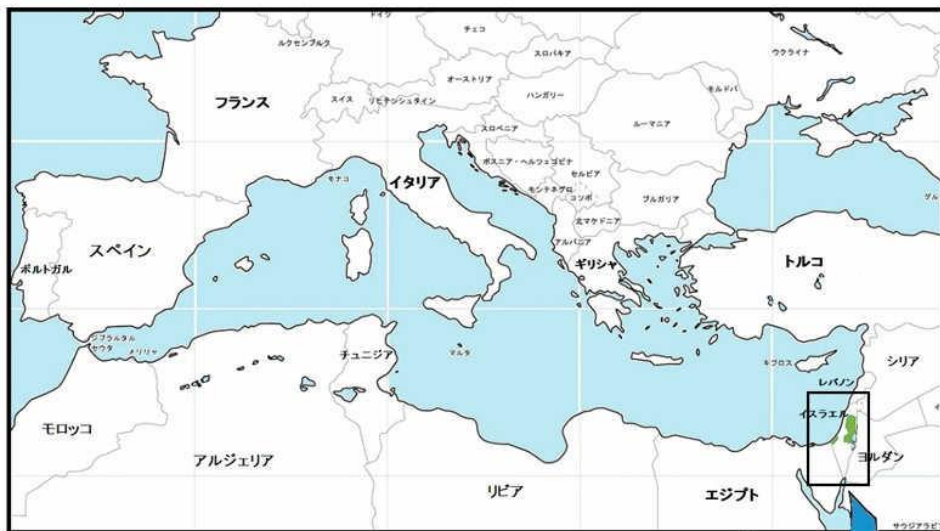 ドイツ
チェコ
ルクセンブルク
スロバキア
ウクライナ
オーストリア
フランス
スイス
リヒテンシュタイン
ハンガリー
モルドバ
ルーマニア
スロベニア
ボスニア・ヘルツェゴビナ
セルビア
モナコ
イタリア
モンテネグロ
コソボ
ブルガリア
北マケドニア
アルバニア
スペイン
ポルトガル
ギリシャ
トルコ
ジブラルタル
セウタ
メリリャ
チュニジア
マルタ
キプロス
シリア
レバノン
イスラエル
モロッコ
アルジェリア
ヨルダン
リビア
エジプト
サウジアラビ